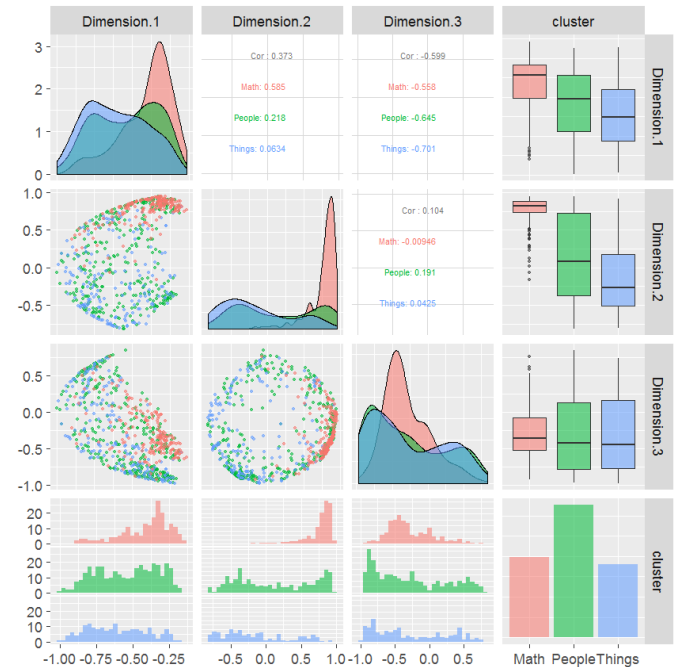 Dimension.1 Dimension.2 Dimension.3 cluster
3
2
1
0
Cor : 0.373
Math: 0.585
People: 0.218
Things: 0.0634
Cor : -0.599
Math: -0.558
People: -0.645
Things: -0.701
Dimension.1
1.0
0.5
0.0
-0.5
Cor : 0.104
Math: -0.00946
People: 0.191
Things: 0.0425
Dimension.2
0.5
0.0
-0.5
-1.0
Dimension.3
20
10
0
20
10
0
20
10
0
cluster
-1.00 -0.75 -0.50 -0.25 -0.5 0.0 0.5 1.0 -1.0 -0.5 0.0 0.5 Math People Things